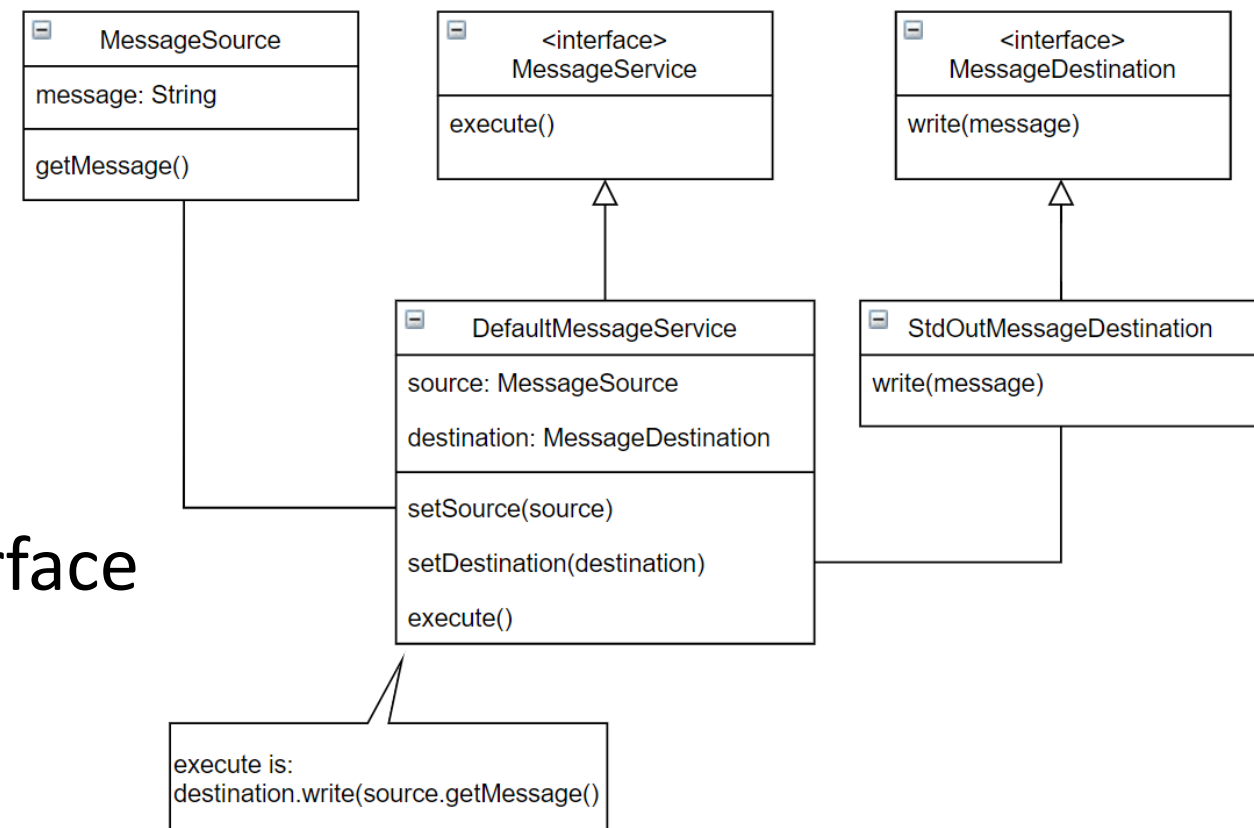 MessageSource
message: String
getMessage()
<interface>
MessageService
execute()
<interface>
MessageDestination
write(message)
DefaultMessageService
source: MessageSource
destination: MessageDestination
setSource(source)
setDestination(destination)
execute()
StdOutMessageDestination
write(message)
rface
execute is:
destination.write(source.getMessage()